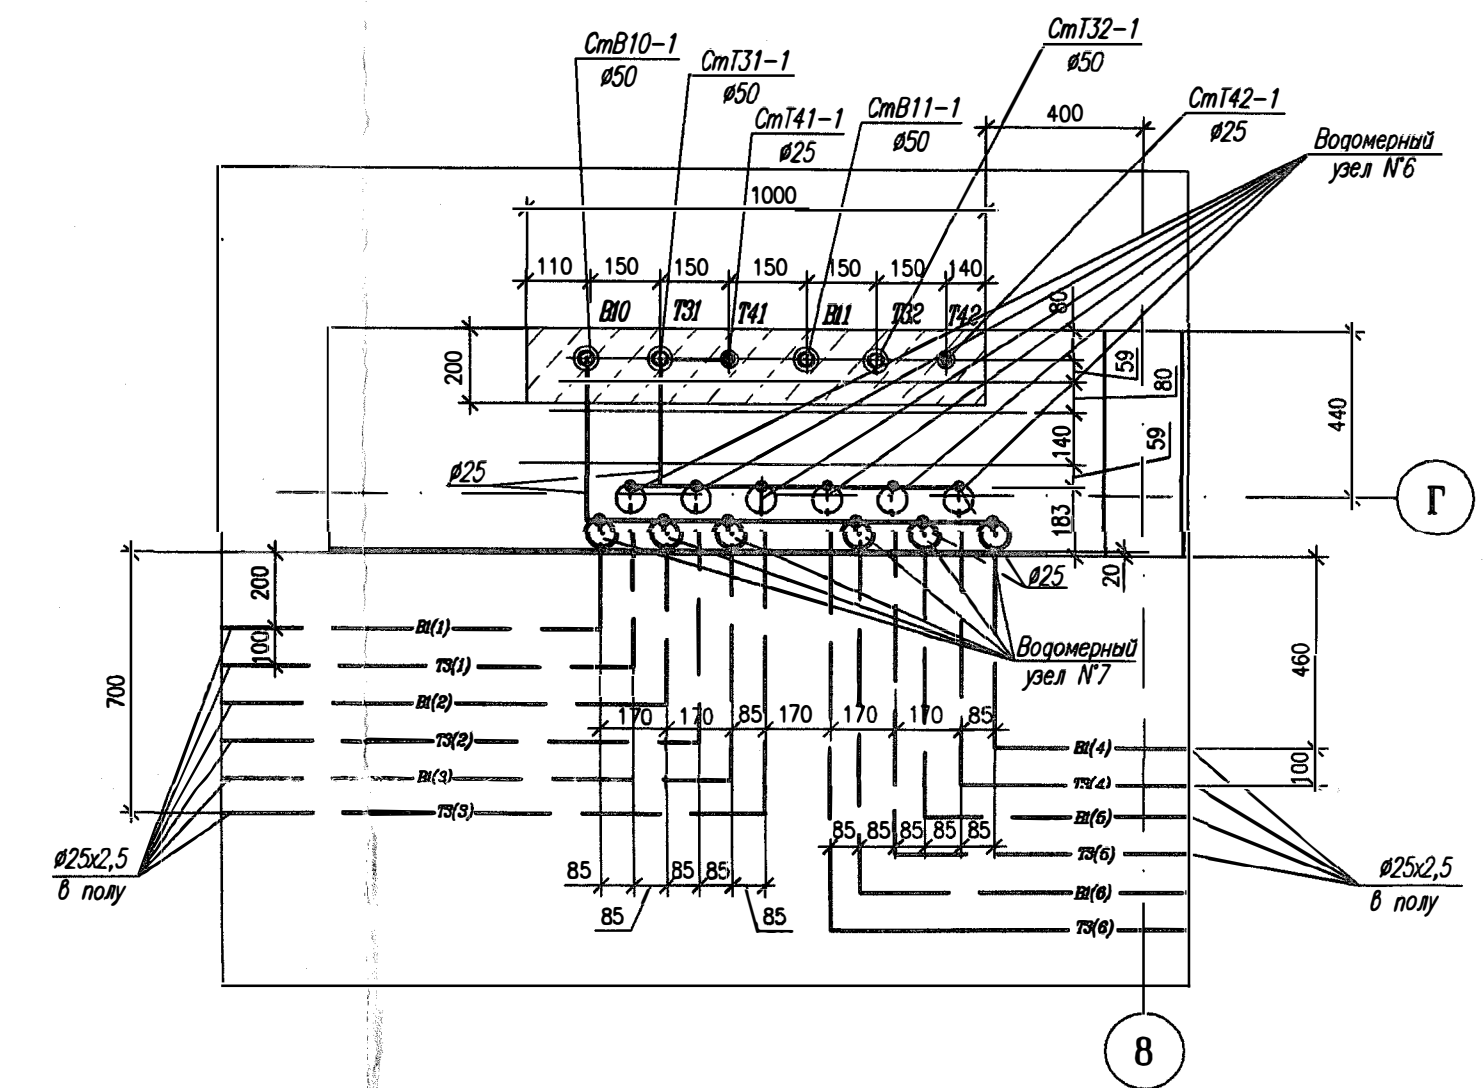 СтВ10-1
ø50
СтТ31-1
ø50
СтТ41-1
ø25
СтВ11-1
ø50
СтТ32-1
ø50
СтТ42-1
ø25
400
Водомерный
узел №6
1000
110 150 150 150 150 150 140
В10 Т31 Т41 В11 Т32 Т42
80
59
80
200
440
140
59
ø25
Г
183
20
ø25
200
100
700
В1(1)
Т3(1)
В1(2)
Т3(2)
В1(3)
Т3(3)
Водомерный
узел №7
460
100
170 170 85 170 170 170 85
В1(4)
Т3(4)
В1(5)
Т3(5)
В1(6)
Т3(6)
85 85 85 85 85
85 85 85
85 85
ø25х2,5
в полу
ø25х2,5
в полу
8